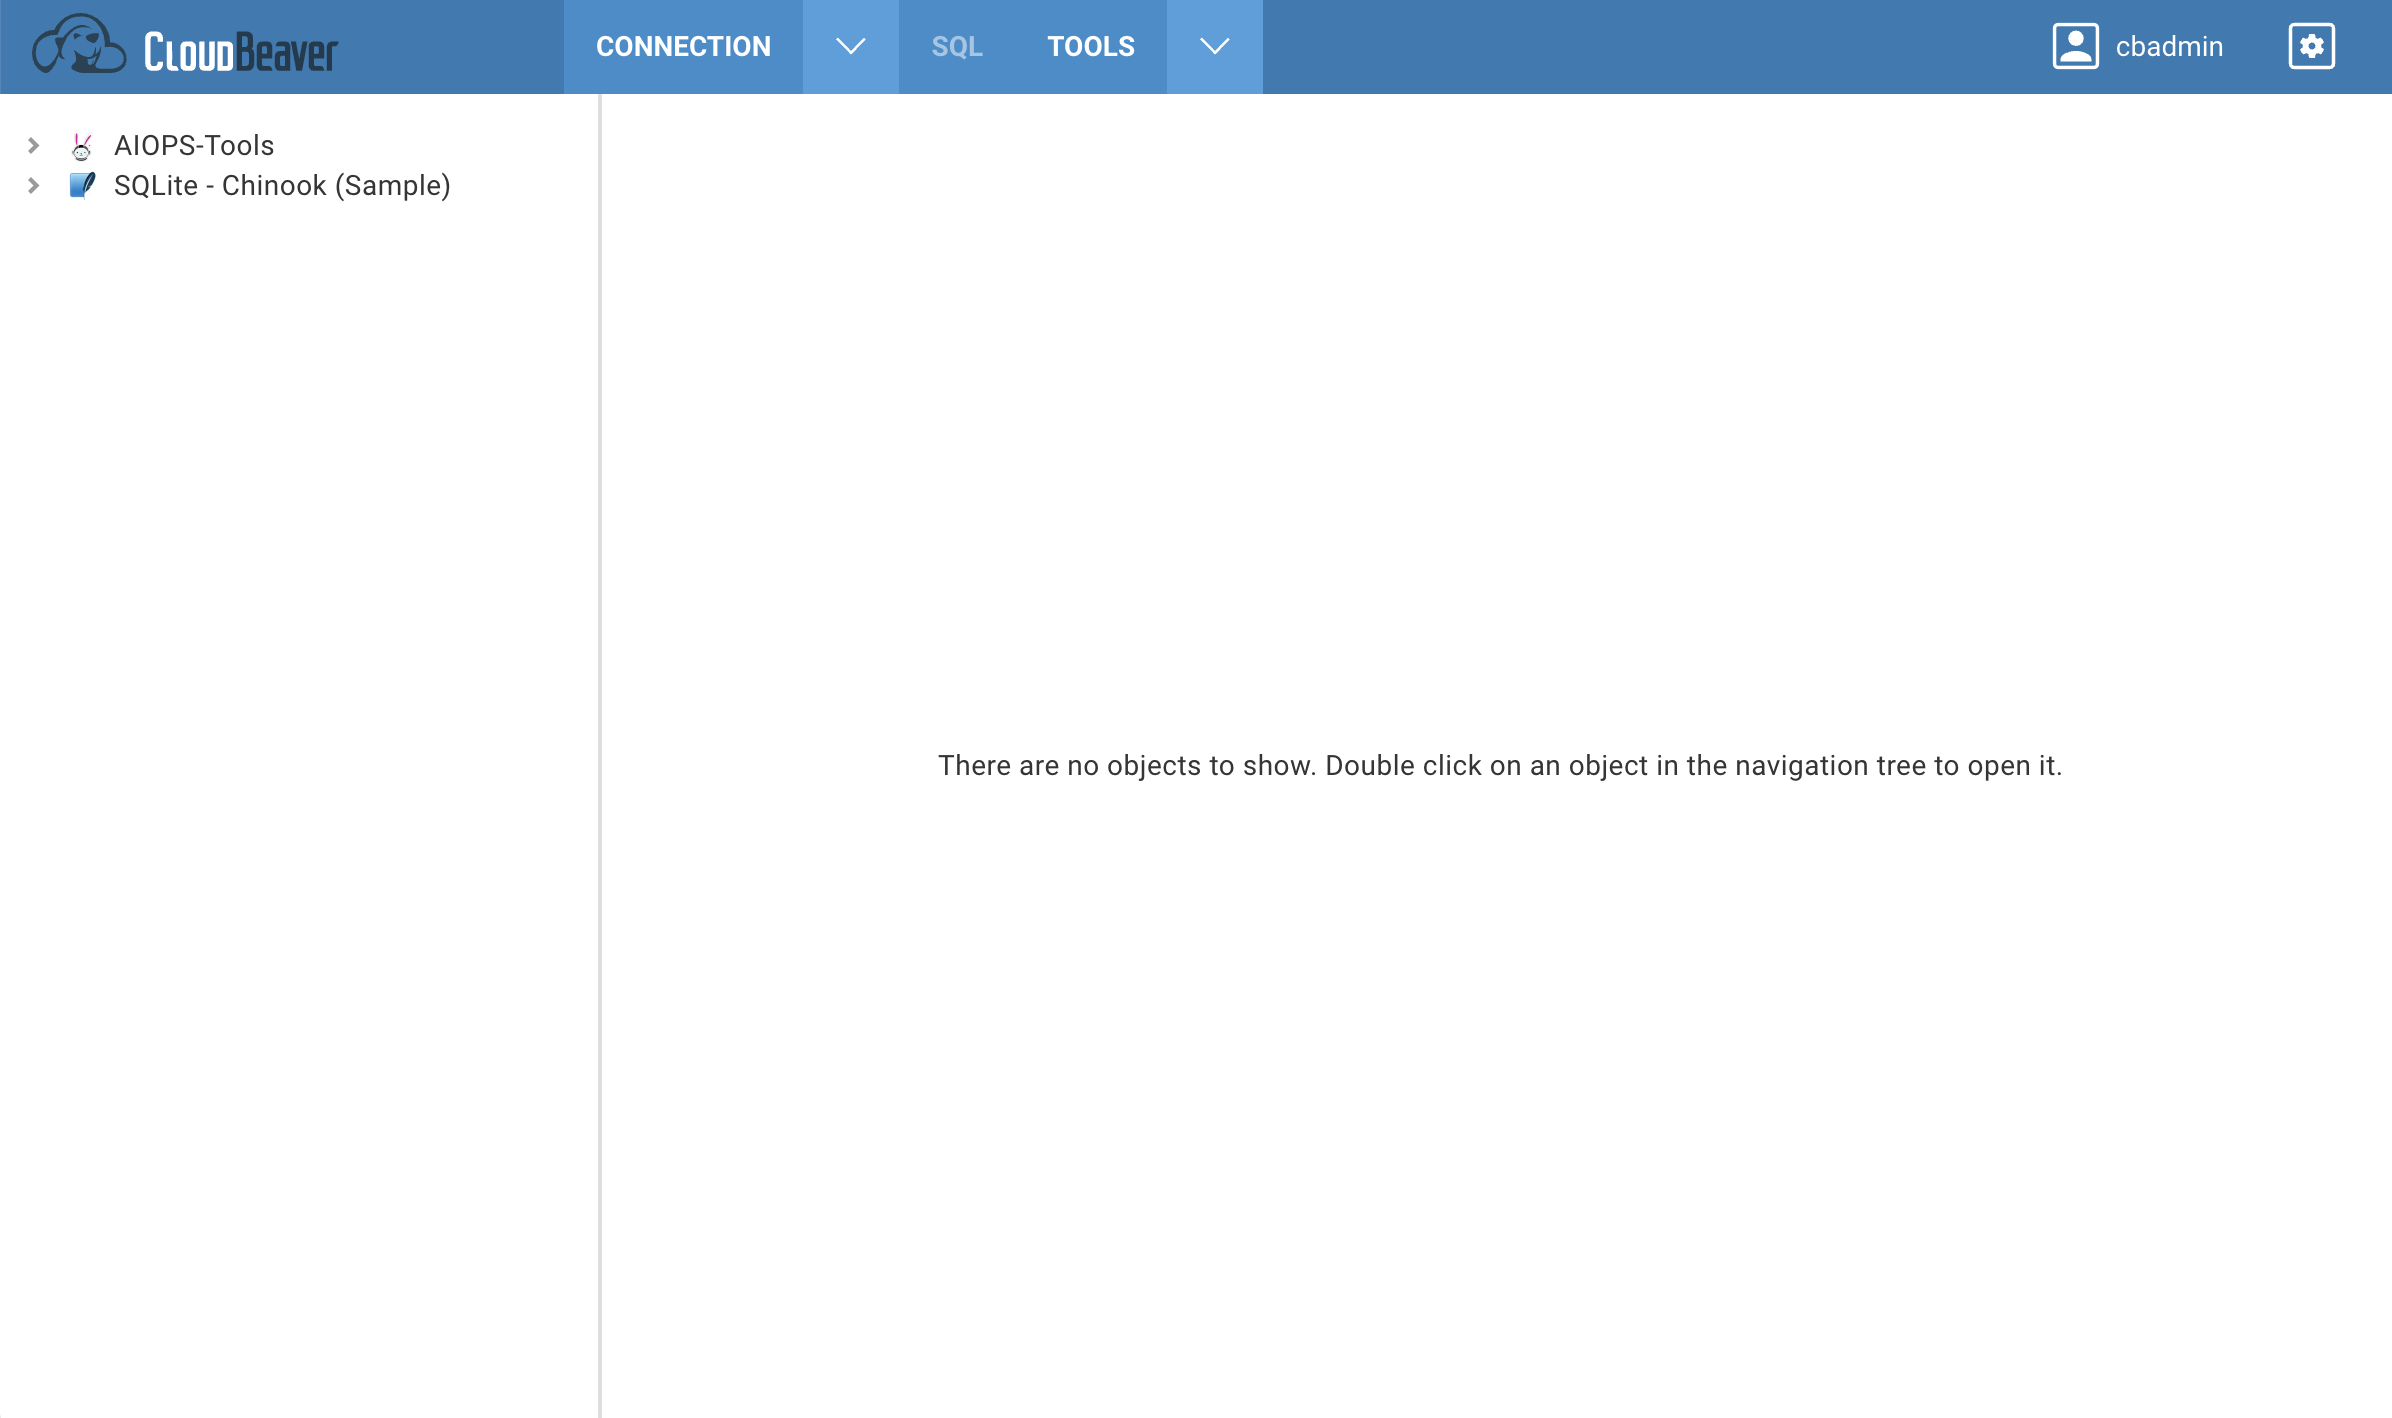 CLOUDBEAVER
CONNECTION
SQL
TOOLS
cbadmin
AIOPS-Tools
SQLite - Chinook (Sample)
There are no objects to show. Double click on an object in the navigation tree to open it.